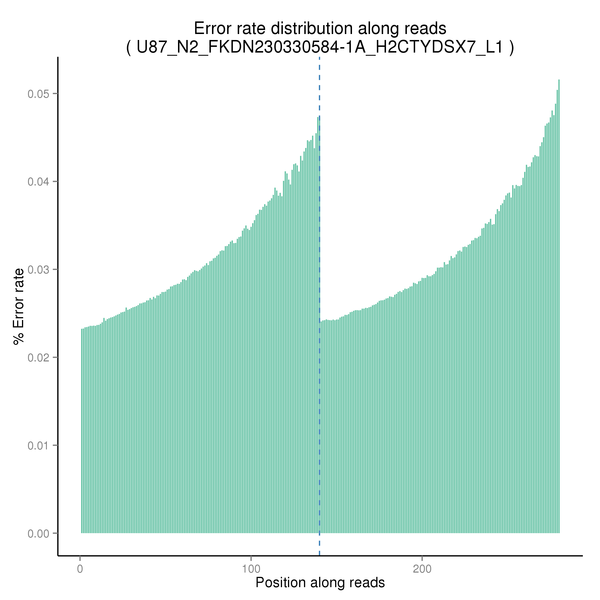 Error rate distribution along reads
( U87_N2_FKDN230330584-1A_H2CTYDSX7_L1 )
% Error rate
0.05
0.04
0.03
0.02
0.01
0.00
0
100
200
Position along reads